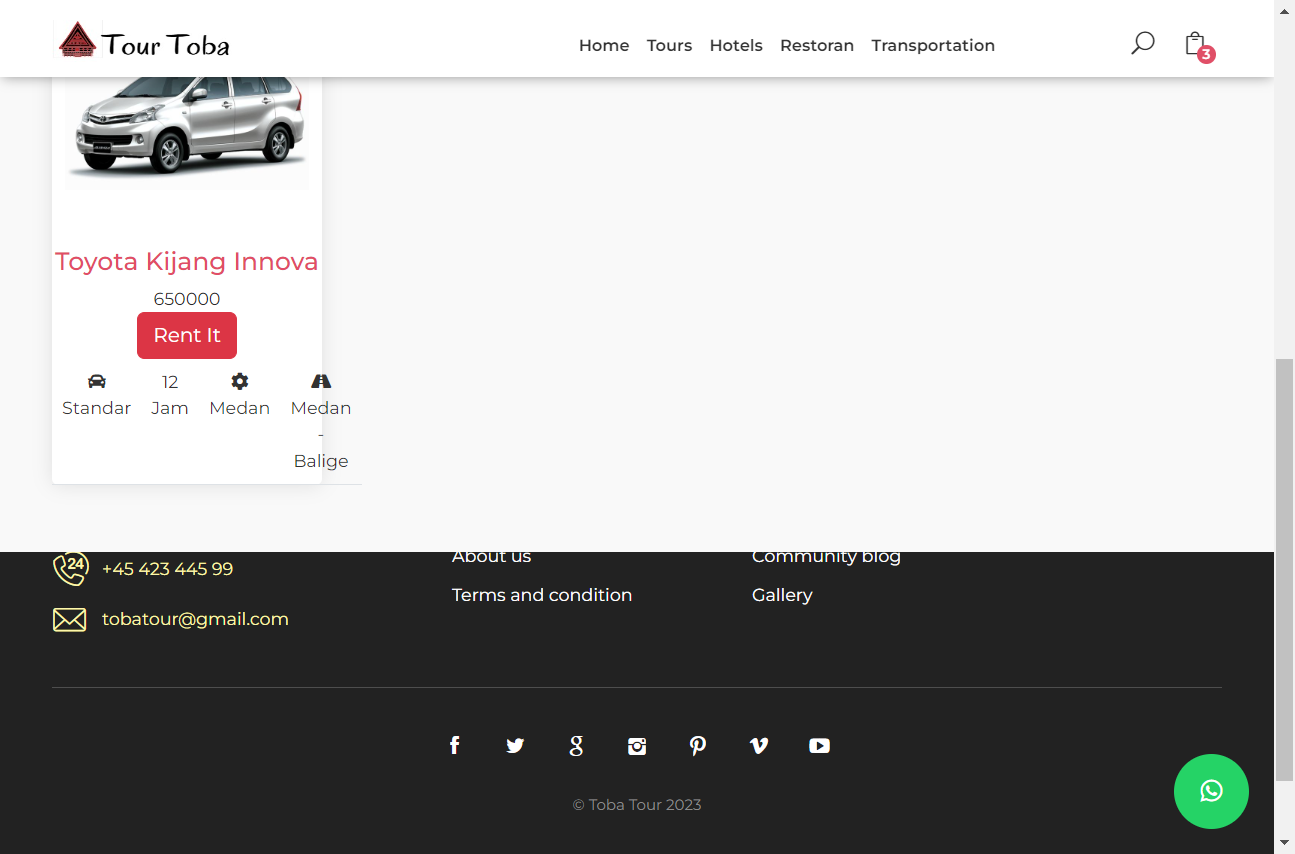 Tour Toba
Home Tours Hotels Restoran Transportation
3
Toyota Kijang Innova
650000
Rent It
12
Standar Jam Medan Medan
-
Balige
24 +45 423 445 99
tobatour@gmail.com
About us
Terms and condition
Community blog
Gallery
© Toba Tour 2023